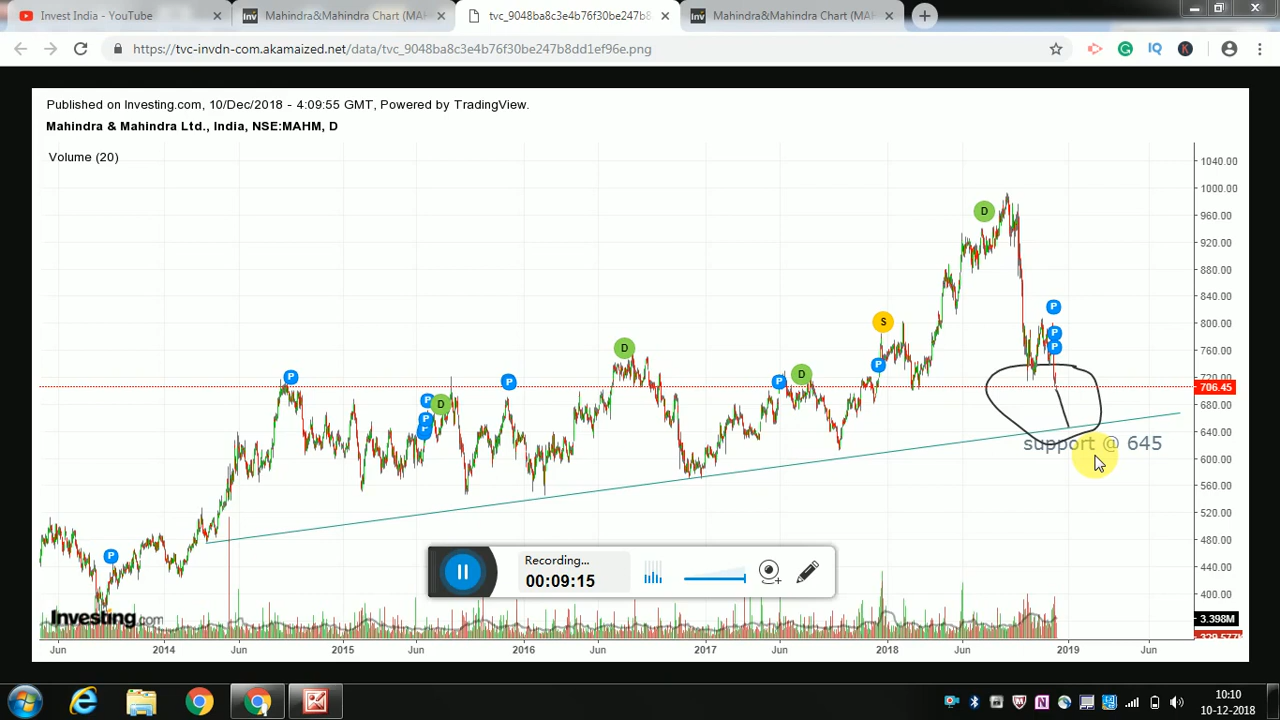 Invest India - YouTube
Mahindra&Mahindra Chart (MAH
tvc_9048ba8c3e4b76f30be247b8
Mahindra&Mahindra Chart (MAH
https://tvc-invdn-com.akamaized.net/data/tvc_9048ba8c3e4b76f30be247b8dd1ef96e.png
Published on Investing.com, 10/Dec/2018 - 4:09:55 GMT, Powered by TradingView.
Mahindra & Mahindra Ltd., India, NSE:MAHM, D
Volume (20)
1040.00
1000.00
960.00
920.00
880.00
840.00
800.00
760.00
720.00
706.45
680.00
640.00
600.00
560.00
520.00
480.00
440.00
400.00
3.398M
P
D
P
P
P
D
P
D
P
D
P
S
D
P
P
P
support @ 645
Recording...
00:09:15
Investing.com
Jun
2014
Jun
2015
Jun
2016
Jun
2017
Jun
2018
Jun
2019
Jun
10:10
10-12-2018